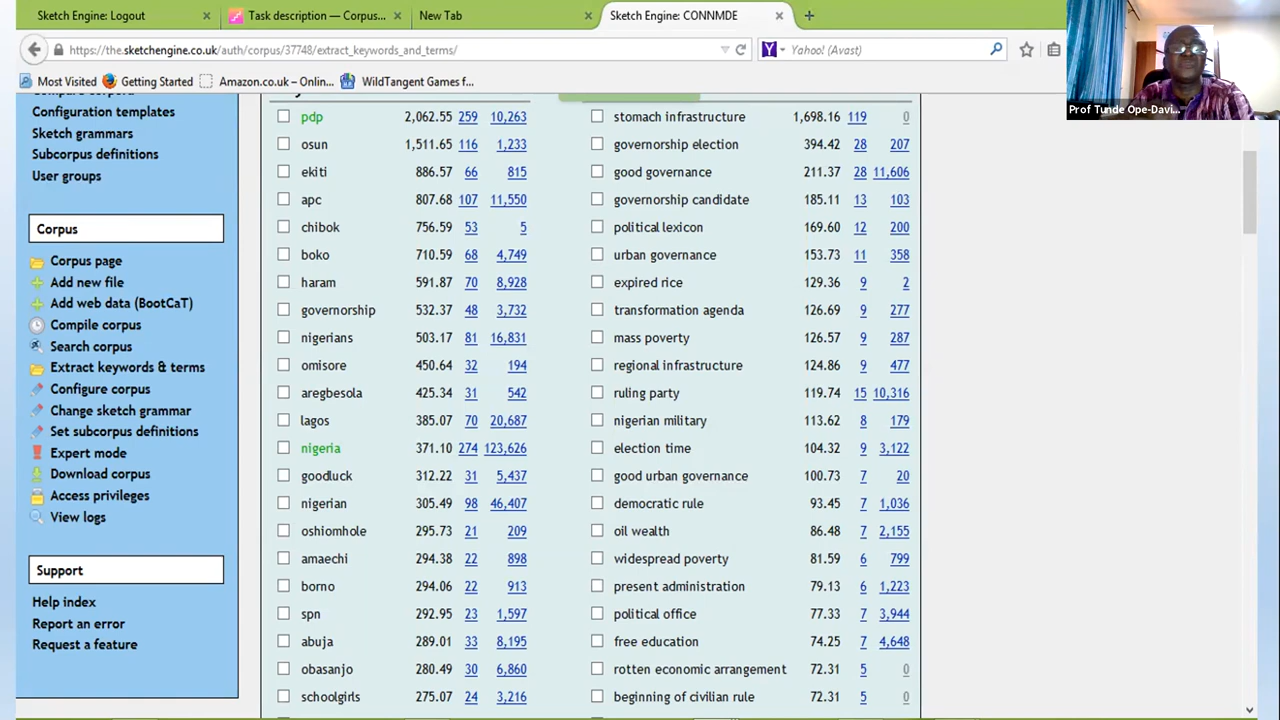 Sketch Engine: Logout
Task description — Corpus...
New Tab
Sketch Engine: CONNMDE
https://the.sketchengine.co.uk/auth/corpus/37748/extract_keywords_and_terms/
Yahoo! (Avast)
Most Visited Getting Started Amazon.co.uk – Onlin... WildTangent Games f...
Prof Tunde Ope-Davi...
Configuration templates
Sketch grammars
Subcorpus definitions
User groups
Corpus
Corpus page
Add new file
Add web data (BootCaT)
Compile corpus
Search corpus
Extract keywords & terms
Configure corpus
Change sketch grammar
Set subcorpus definitions
Expert mode
Download corpus
Access privileges
View logs
Support
Help index
Report an error
Request a feature
pdp 2,062.55 259 10,263
osun 1,511.65 116 1,233
ekiti 886.57 66 815
apc 807.68 107 11,550
chibok 756.59 53 5
boko 710.59 68 4,749
haram 591.87 70 8,928
governorship 532.37 48 3,732
nigerians 503.17 81 16,831
omisore 450.64 32 194
aregbesola 425.34 31 542
lagos 385.07 70 20,687
nigeria 371.10 274 123,626
goodluck 312.22 31 5,437
nigerian 305.49 98 46,407
oshiomhole 295.73 21 209
amaechi 294.38 22 898
borno 294.06 22 913
spn 292.95 23 1,597
abuja 289.01 33 8,195
obasanjo 280.49 30 6,860
schoolgirls 275.07 24 3,216
stomach infrastructure 1,698.16 119 0
governorship election 394.42 28 207
good governance 211.37 28 11,606
governorship candidate 185.11 13 103
political lexicon 169.60 12 200
urban governance 153.73 11 358
expired rice 129.36 9 2
transformation agenda 126.69 9 277
mass poverty 126.57 9 287
regional infrastructure 124.86 9 477
ruling party 119.74 15 10,316
nigerian military 113.62 8 179
election time 104.32 9 3,122
good urban governance 100.73 7 20
democratic rule 93.45 7 1,036
oil wealth 86.48 7 2,155
widespread poverty 81.59 6 799
present administration 79.13 6 1,223
political office 77.33 7 3,944
free education 74.25 7 4,648
rotten economic arrangement 72.31 5 0
beginning of civilian rule 72.31 5 0